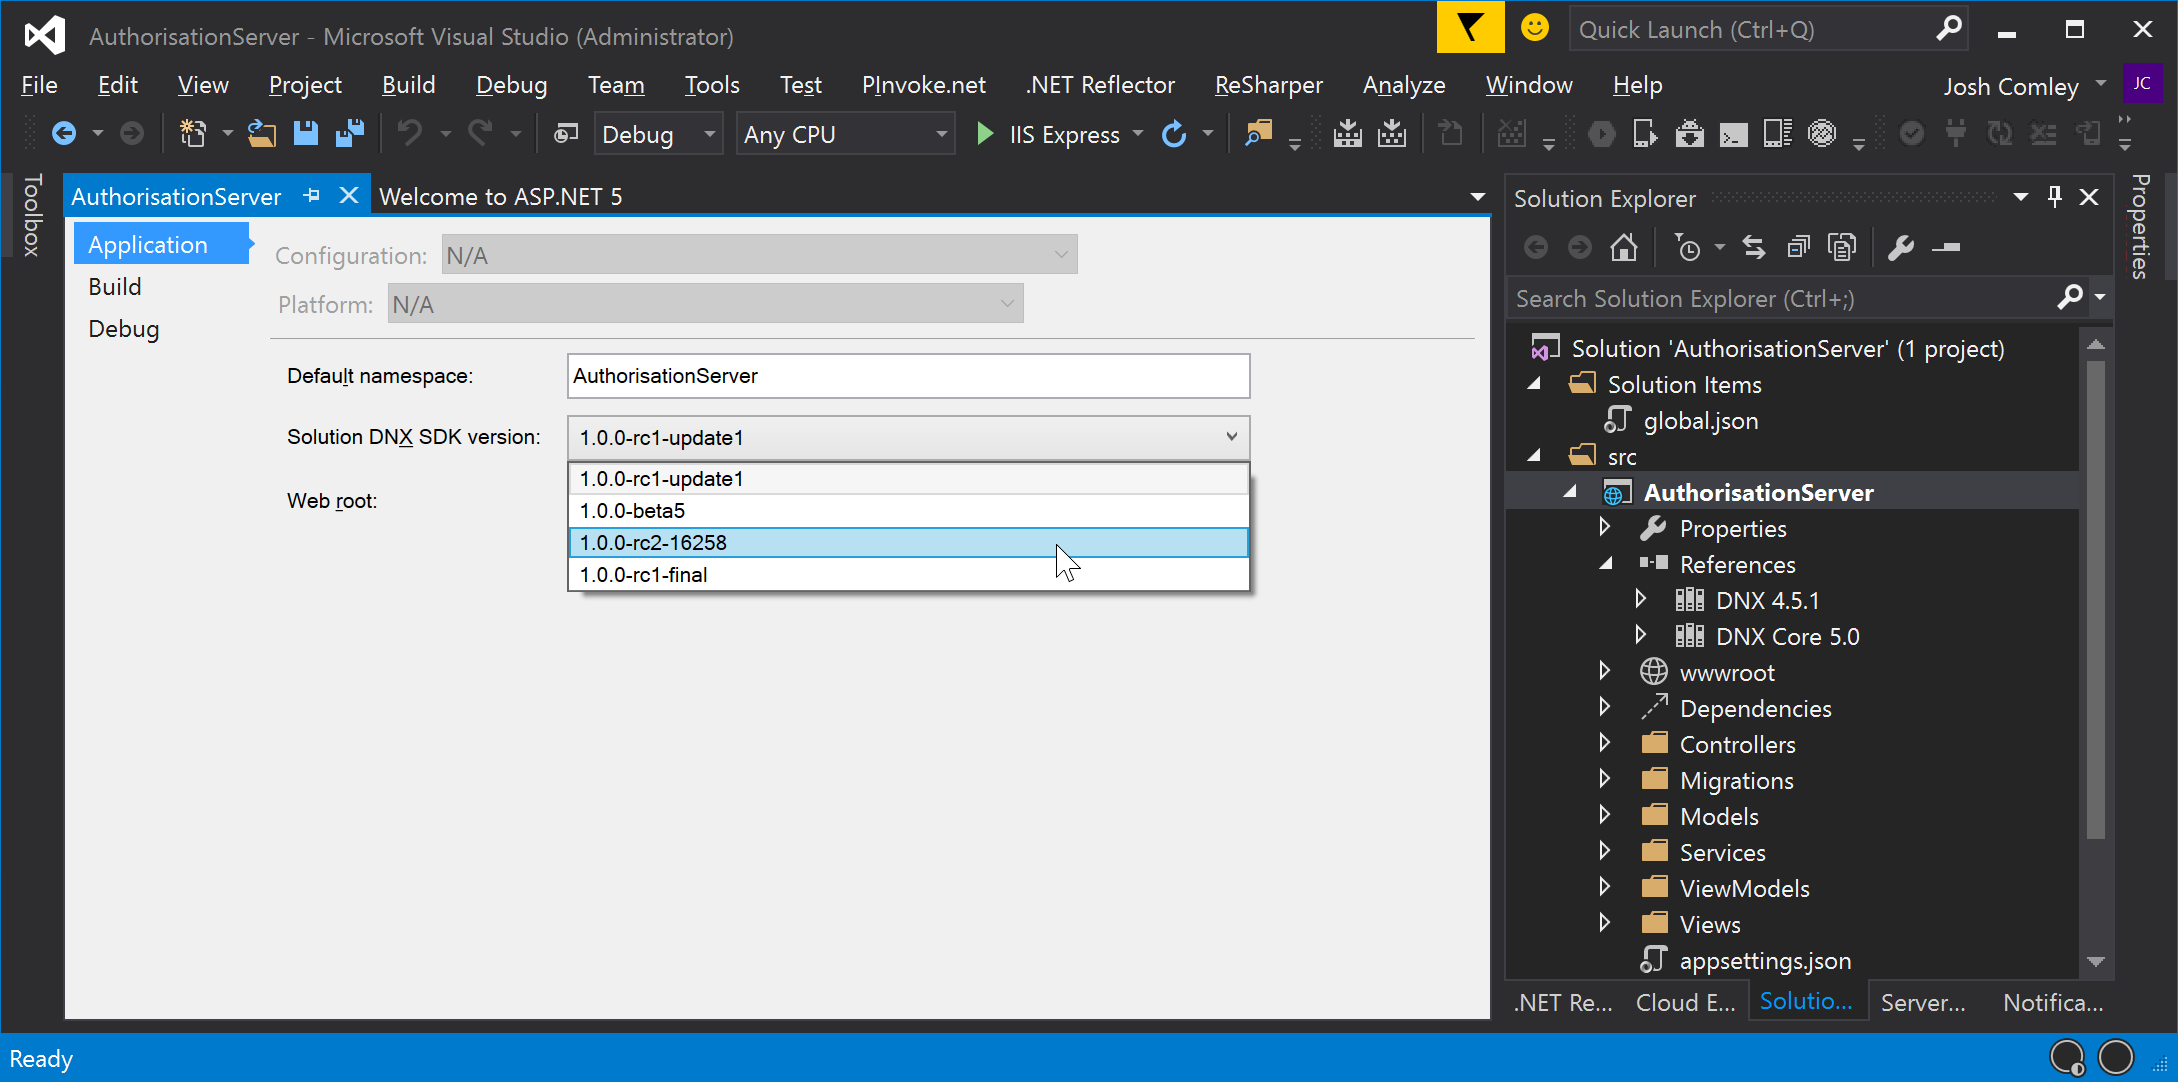 AuthorisationServer - Microsoft Visual Studio (Administrator)
Quick Launch (Ctrl+Q)
File Edit View Project Build Debug Team Tools Test PInvoke.net .NET Reflector ReSharper Analyze Window Help
Josh Comley JC
Debug Any CPU IIS Express
Toolbox
AuthorisationServer Welcome to ASP.NET 5
Application
Build
Debug
Configuration: N/A
Platform: N/A
Default namespace: AuthorisationServer
Solution DNX SDK version: 1.0.0-rc1-update1
1.0.0-rc1-update1
1.0.0-beta5
1.0.0-rc2-16258
1.0.0-rc1-final
Web root:
Solution Explorer
Search Solution Explorer (Ctrl+;)
Solution 'AuthorisationServer' (1 project)
Solution Items
global.json
src
AuthorisationServer
Properties
References
DNX 4.5.1
DNX Core 5.0
wwwroot
Dependencies
Controllers
Migrations
Models
Services
ViewModels
Views
appsettings.json
.NET Re... Cloud E... Solutio... Server... Notifica...
Properties
Ready